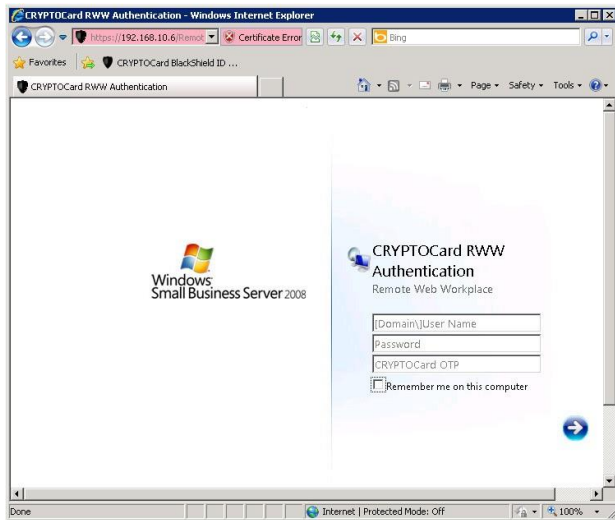 CRYPTOCard RWW Authentication - Windows Internet Explorer
https://192.168.10.6/Remot
Certificate Error
Bing
Favorites
CRYPTOCard BlackShield ID ...
CRYPTOCard RWW Authentication
Page
Safety
Tools
Windows
Small Business Server 2008
CRYPTOCard RWW
Authentication
Remote Web Workplace
[Domain\]User Name
Password
CRYPTOCard OTP
Remember me on this computer
Done
Internet | Protected Mode: Off
100%